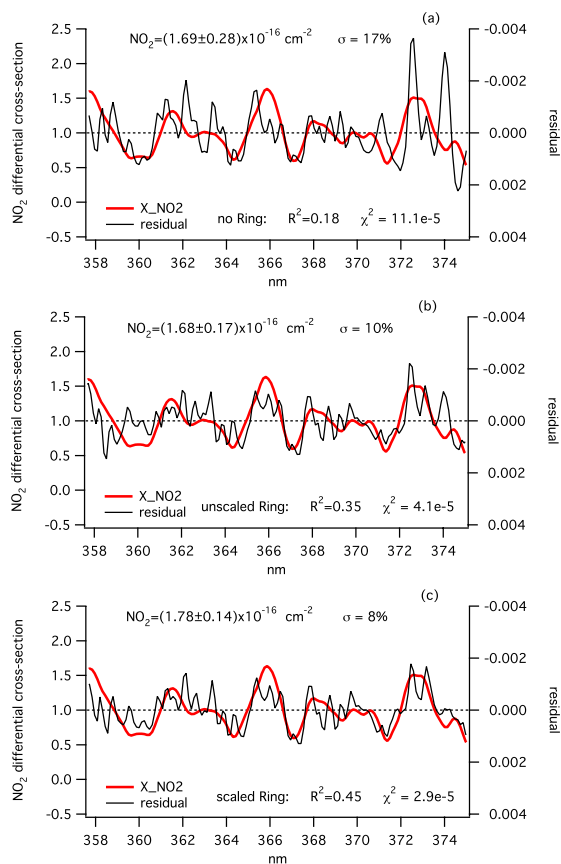 (a)
NO2=(1.69±0.28)x10^-16 cm^-2 σ = 17%
2.5
2.0
1.5
1.0
0.5
0.0
-0.5
NO2 differential cross-section
-0.004
-0.002
0.000
0.002
0.004
residual
X_NO2
residual
no Ring: R^2=0.18 χ^2 = 11.1e-5
358 360 362 364 366 368 370 372 374
nm
(b)
NO2=(1.68±0.17)x10^-16 cm^-2 σ = 10%
2.5
2.0
1.5
1.0
0.5
0.0
-0.5
NO2 differential cross-section
-0.004
-0.002
0.000
0.002
0.004
residual
X_NO2
residual
unscaled Ring: R^2=0.35 χ^2 = 4.1e-5
358 360 362 364 366 368 370 372 374
nm
(c)
NO2=(1.78±0.14)x10^-16 cm^-2 σ = 8%
2.5
2.0
1.5
1.0
0.5
0.0
-0.5
NO2 differential cross-section
-0.004
-0.002
0.000
0.002
0.004
residual
X_NO2
residual
scaled Ring: R^2=0.45 χ^2 = 2.9e-5
358 360 362 364 366 368 370 372 374
nm